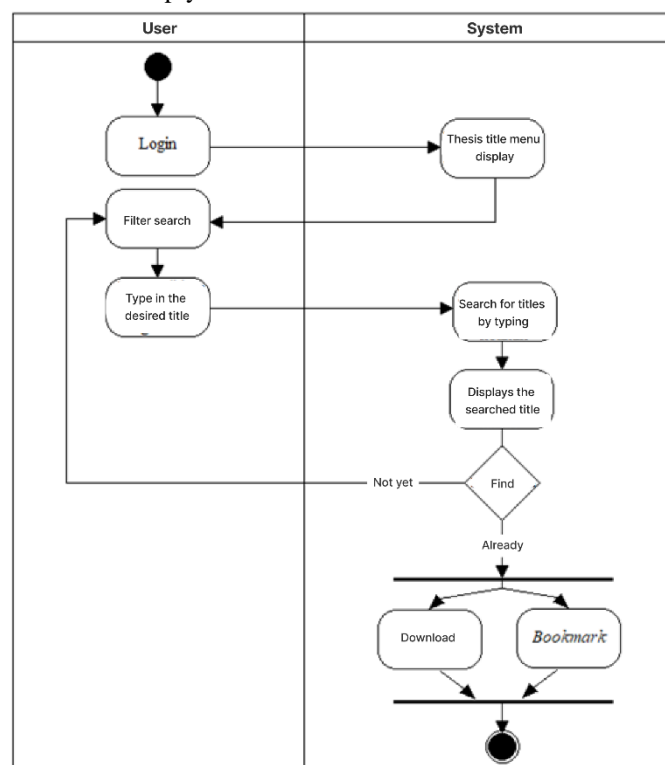 User
System
Login
Thesis title menu
display
Filter search
Type in the
desired title
Search for titles
by typing
Displays the
searched title
Not yet
Find
Already
Download
Bookmark